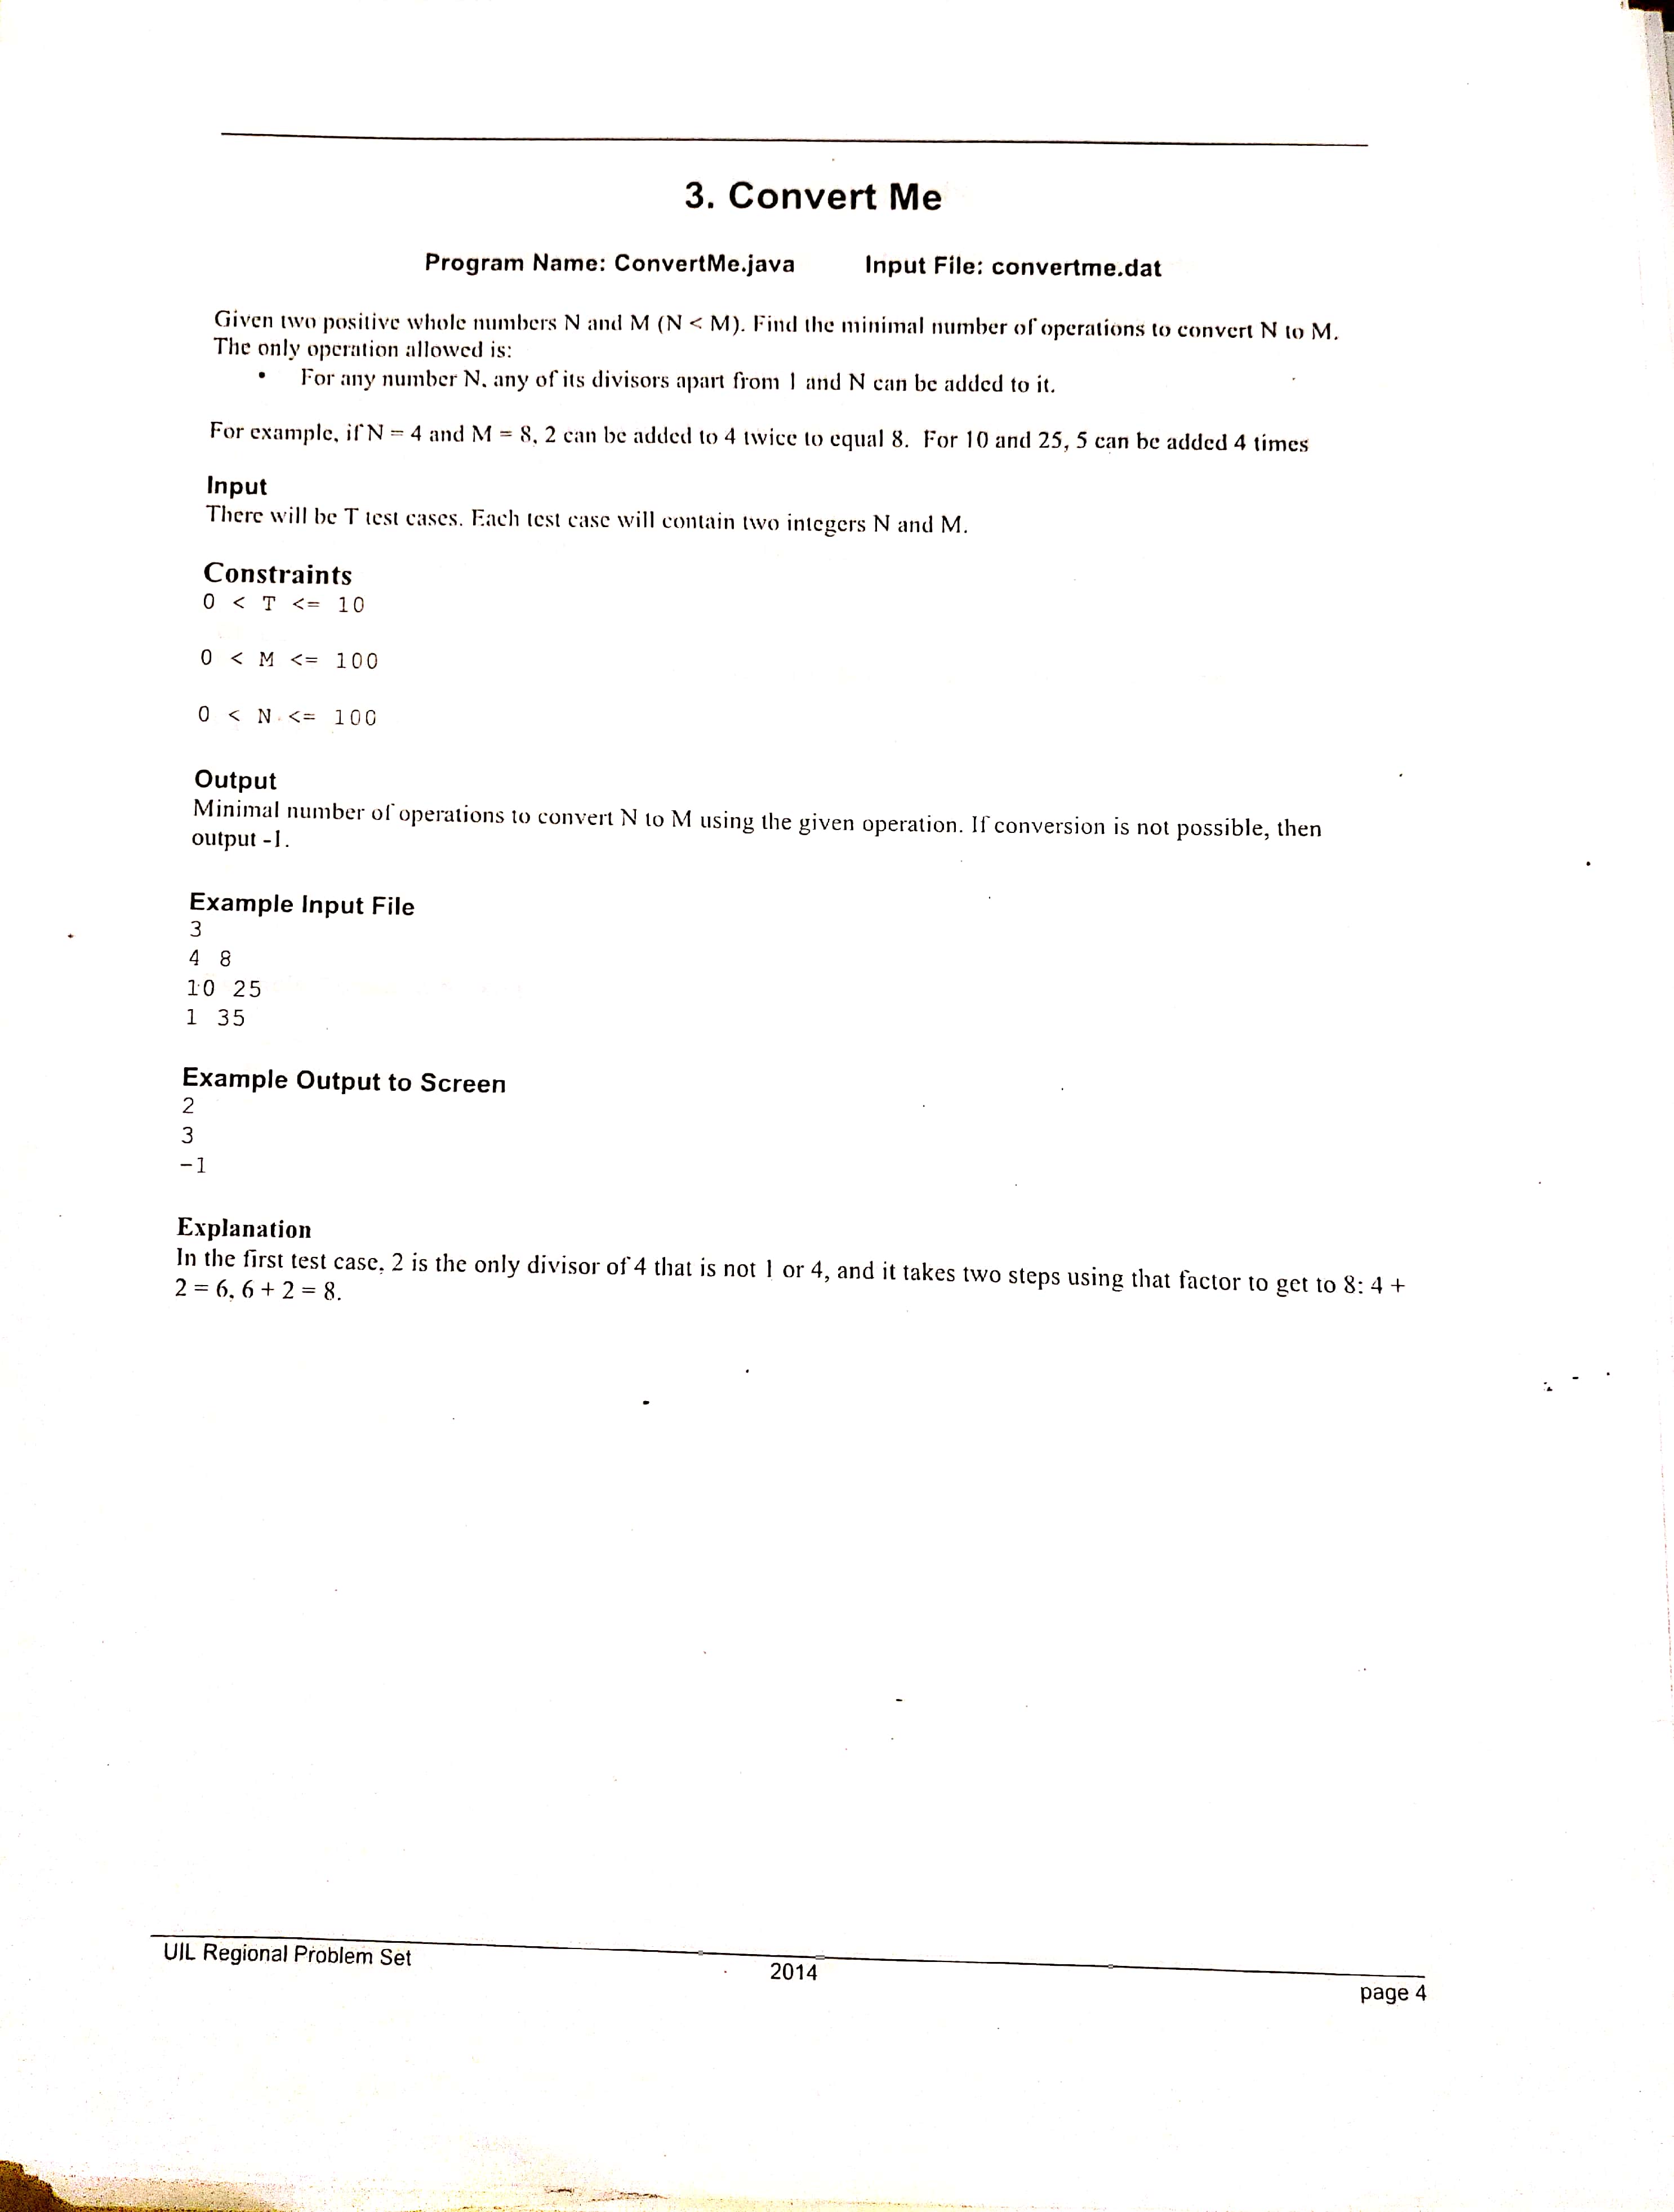 3. Convert Me
Program Name: ConvertMe.java Input File: convertme.dat
Given two positive whole numbers N and M (N < M). Find the minimal number of operations to convert N to M.
The only operation allowed is:
• For any number N, any of its divisors apart from 1 and N can be added to it.
For example, if N = 4 and M = 8, 2 can be added to 4 twice to equal 8. For 10 and 25, 5 can be added 4 times
Input
There will be T test cases. Each test case will contain two integers N and M.
Constraints
0 < T <= 10
0 < M <= 100
0 < N <= 100
Output
Minimal number of operations to convert N to M using the given operation. If conversion is not possible, then
output -1.
Example Input File
3
4 8
10 25
1 35
Example Output to Screen
2
3
-1
Explanation
In the first test case, 2 is the only divisor of 4 that is not 1 or 4, and it takes two steps using that factor to get to 8: 4 +
2 = 6, 6 + 2 = 8.
UIL Regional Problem Set
2014
page 4